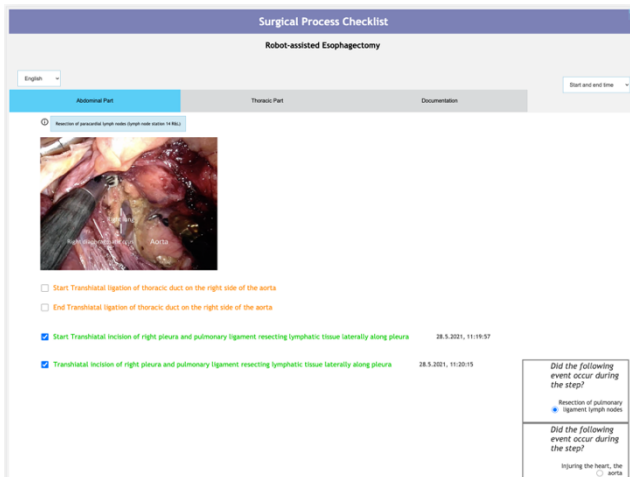 Surgical Process Checklist
Robot-assisted Esophagectomy
English
Start and end time
Abdominal Part
Thoracic Part
Documentation
Resection of paracardial lymph nodes (lymph node station 14 R&L)
Right lung
Right diaphragmatic crus
Aorta
Start Transhiatal ligation of thoracic duct on the right side of the aorta
End Transhiatal ligation of thoracic duct on the right side of the aorta
Start Transhiatal incision of right pleura and pulmonary ligament resecting lymphatic tissue laterally along pleura 28.5.2021, 11:19:57
Transhiatal incision of right pleura and pulmonary ligament resecting lymphatic tissue laterally along pleura 28.5.2021, 11:20:15
Did the following
event occur during
the step?
Resection of pulmonary
ligament lymph nodes
Did the following
event occur during
the step?
Injuring the heart, the
aorta